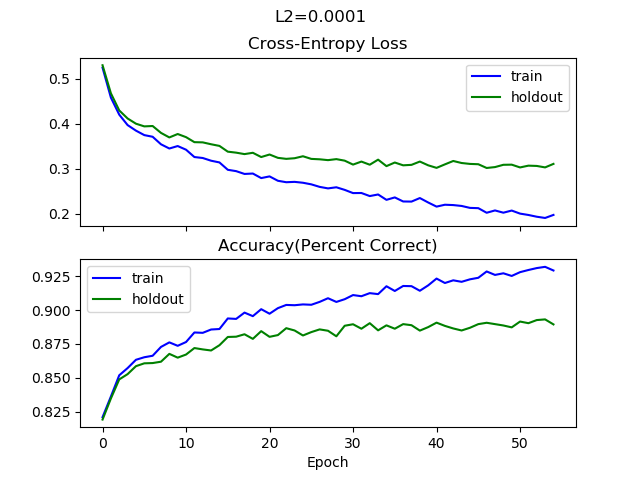 L2=0.0001
Cross-Entropy Loss
0.5
0.4
0.3
0.2
train
holdout
Accuracy(Percent Correct)
0.925
0.900
0.875
0.850
0.825
train
holdout
0 10 20 30 40 50
Epoch